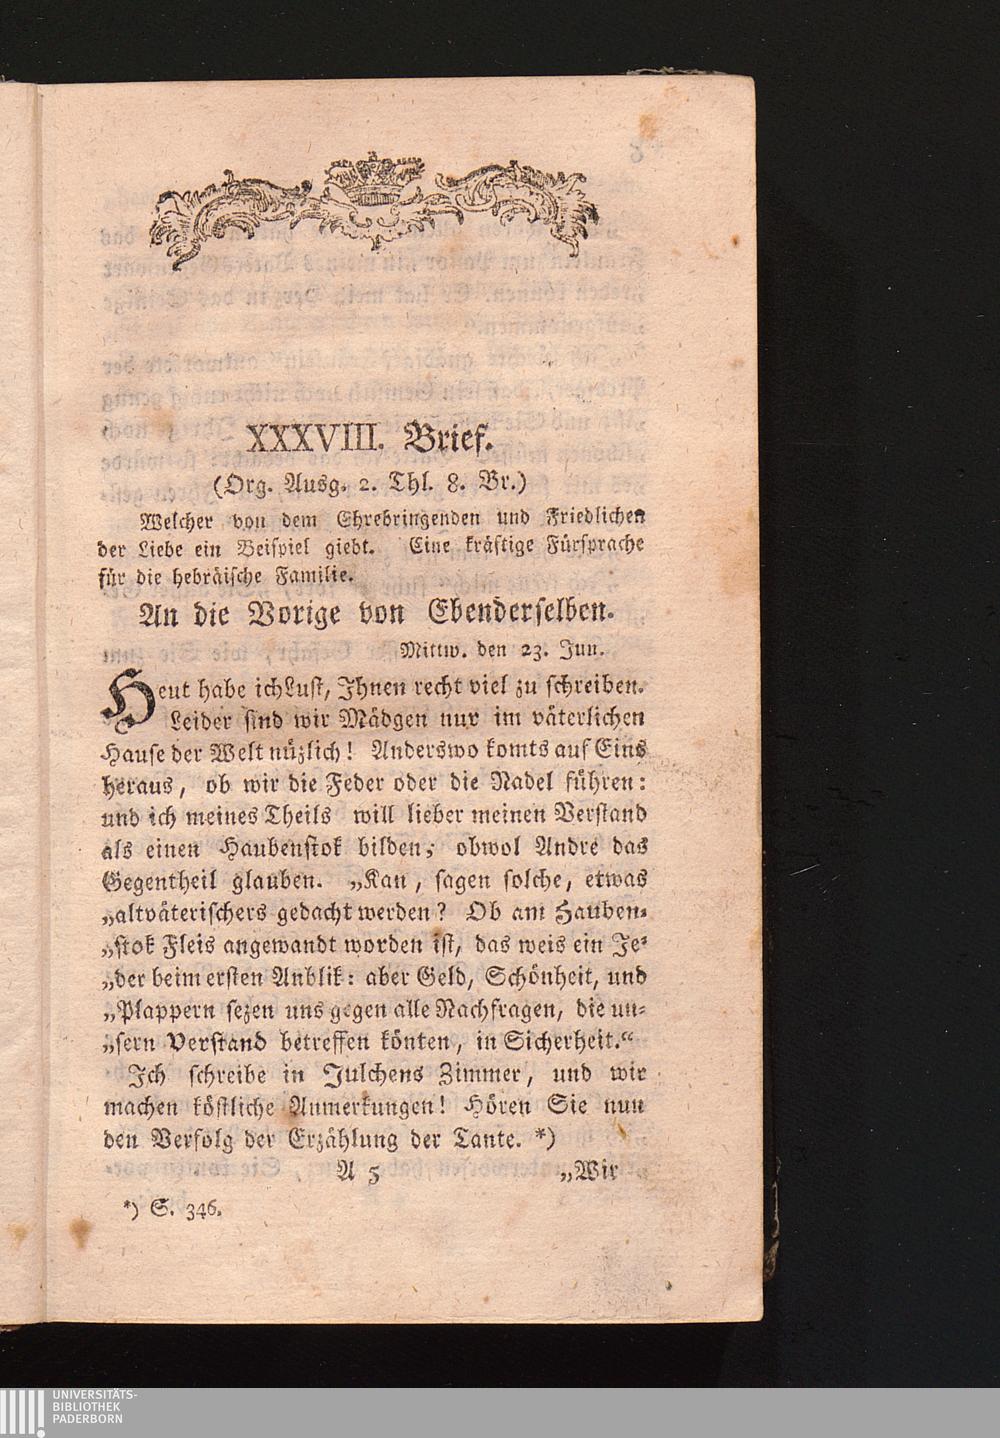 XXXVIII. Brief.
(Org. Ausg. 2. Thl. 8. Br.)
Welcher von dem Ehrebringenden und Friedlichen
der Liebe ein Beispiel giebt. Eine kräftige Fürsprache
für die hebräische Familie.
An die Vorige von Ebenderselben.
Mittw. den 23. Jun.
Heut habe ich Lust, Ihnen recht viel zu schreiben.
Leider sind wir Mädgen nur im väterlichen
Hause der Welt nüzlich! Anderswo komts auf Eins
heraus, ob wir die Feder oder die Nadel führen:
und ich meines Theils will lieber meinen Verstand
als einen Haubenstok bilden, obwol Andre das
Gegentheil glauben. „Kan, sagen solche, etwas
„altväterischers gedacht werden? Ob am Hauben-
„stok Fleis angewandt worden ist, das weis ein Je-
„der beim ersten Anblik: aber Geld, Schönheit, und
„Plappern sezen uns gegen alle Nachfragen, die un-
„sern Verstand betreffen könten, in Sicherheit.“
Ich schreibe in Julchens Zimmer, und wir
machen köstliche Anmerkungen! Hören Sie nun
den Verfolg der Erzählung der Tante. *)
A 5 „Wir
*) S. 346.
UNIVERSITÄTS-
BIBLIOTHEK
PADERBORN